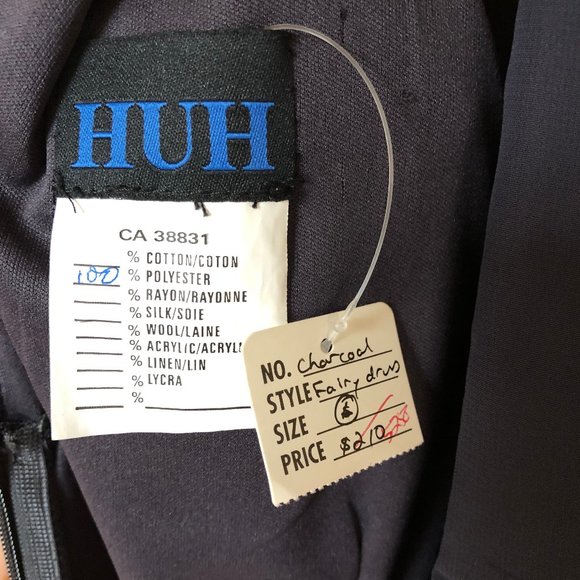 HUH
CA 38831
% COTTON/COTON
100 % POLYESTER
% RAYON/RAYONNE
% SILK/SOIE
% WOOL/LAINE
% ACRYLIC/ACRYLI
% LINEN/LIN
% LYCRA
%
NO. Charcoal
STYLE Fairy dress
SIZE
PRICE $210